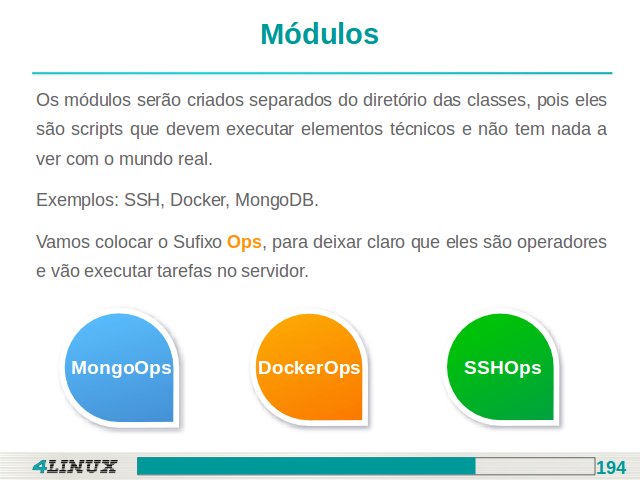 Módulos
Os módulos serão criados separados do diretório das classes, pois eles
são scripts que devem executar elementos técnicos e não tem nada a
ver com o mundo real.
Exemplos: SSH, Docker, MongoDB.
Vamos colocar o Sufixo Ops, para deixar claro que eles são operadores
e vão executar tarefas no servidor.
MongoOps
DockerOps
SSHOps
4LINUX
194